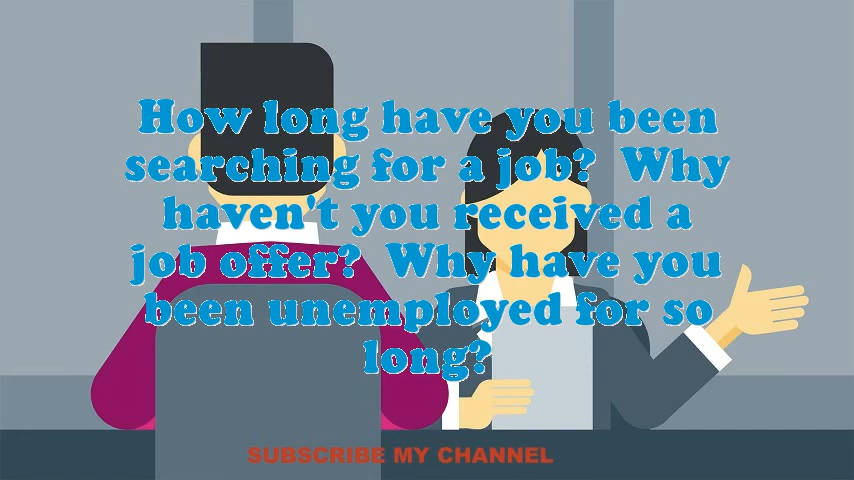 How long have you been
searching for a job? Why
haven't you received a
job offer? Why have you
been unemployed for so
long?
SUBSCRIBE MY CHANNEL